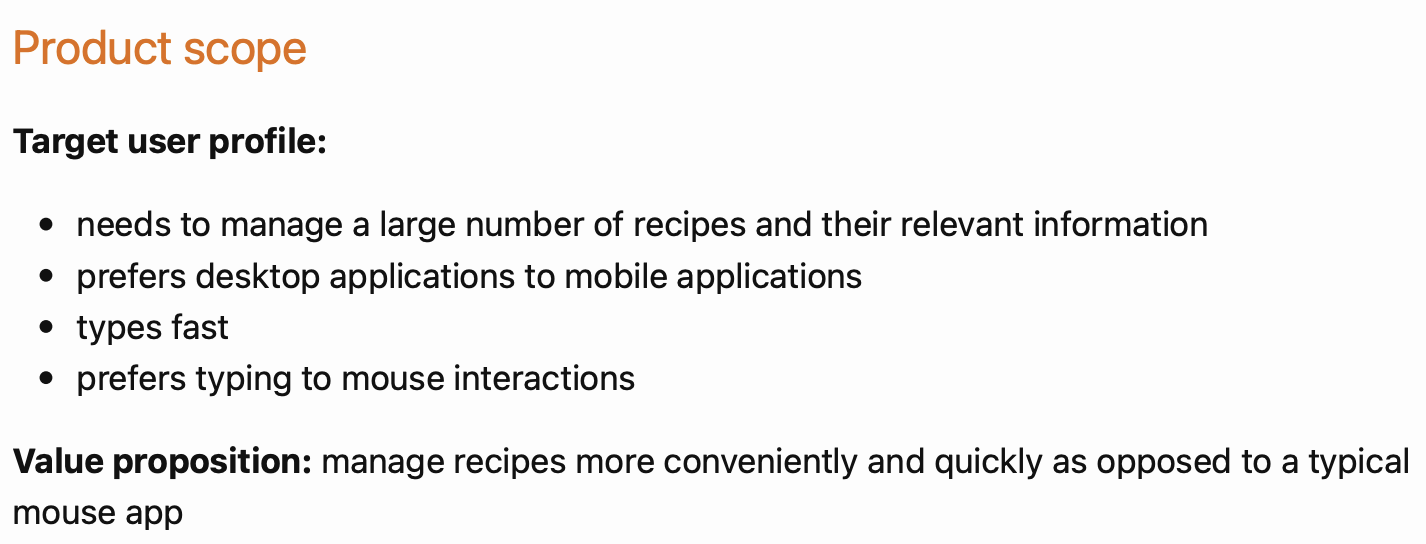 Product scope
Target user profile:
• needs to manage a large number of recipes and their relevant information
• prefers desktop applications to mobile applications
• types fast
• prefers typing to mouse interactions
Value proposition: manage recipes more conveniently and quickly as opposed to a typical
mouse app